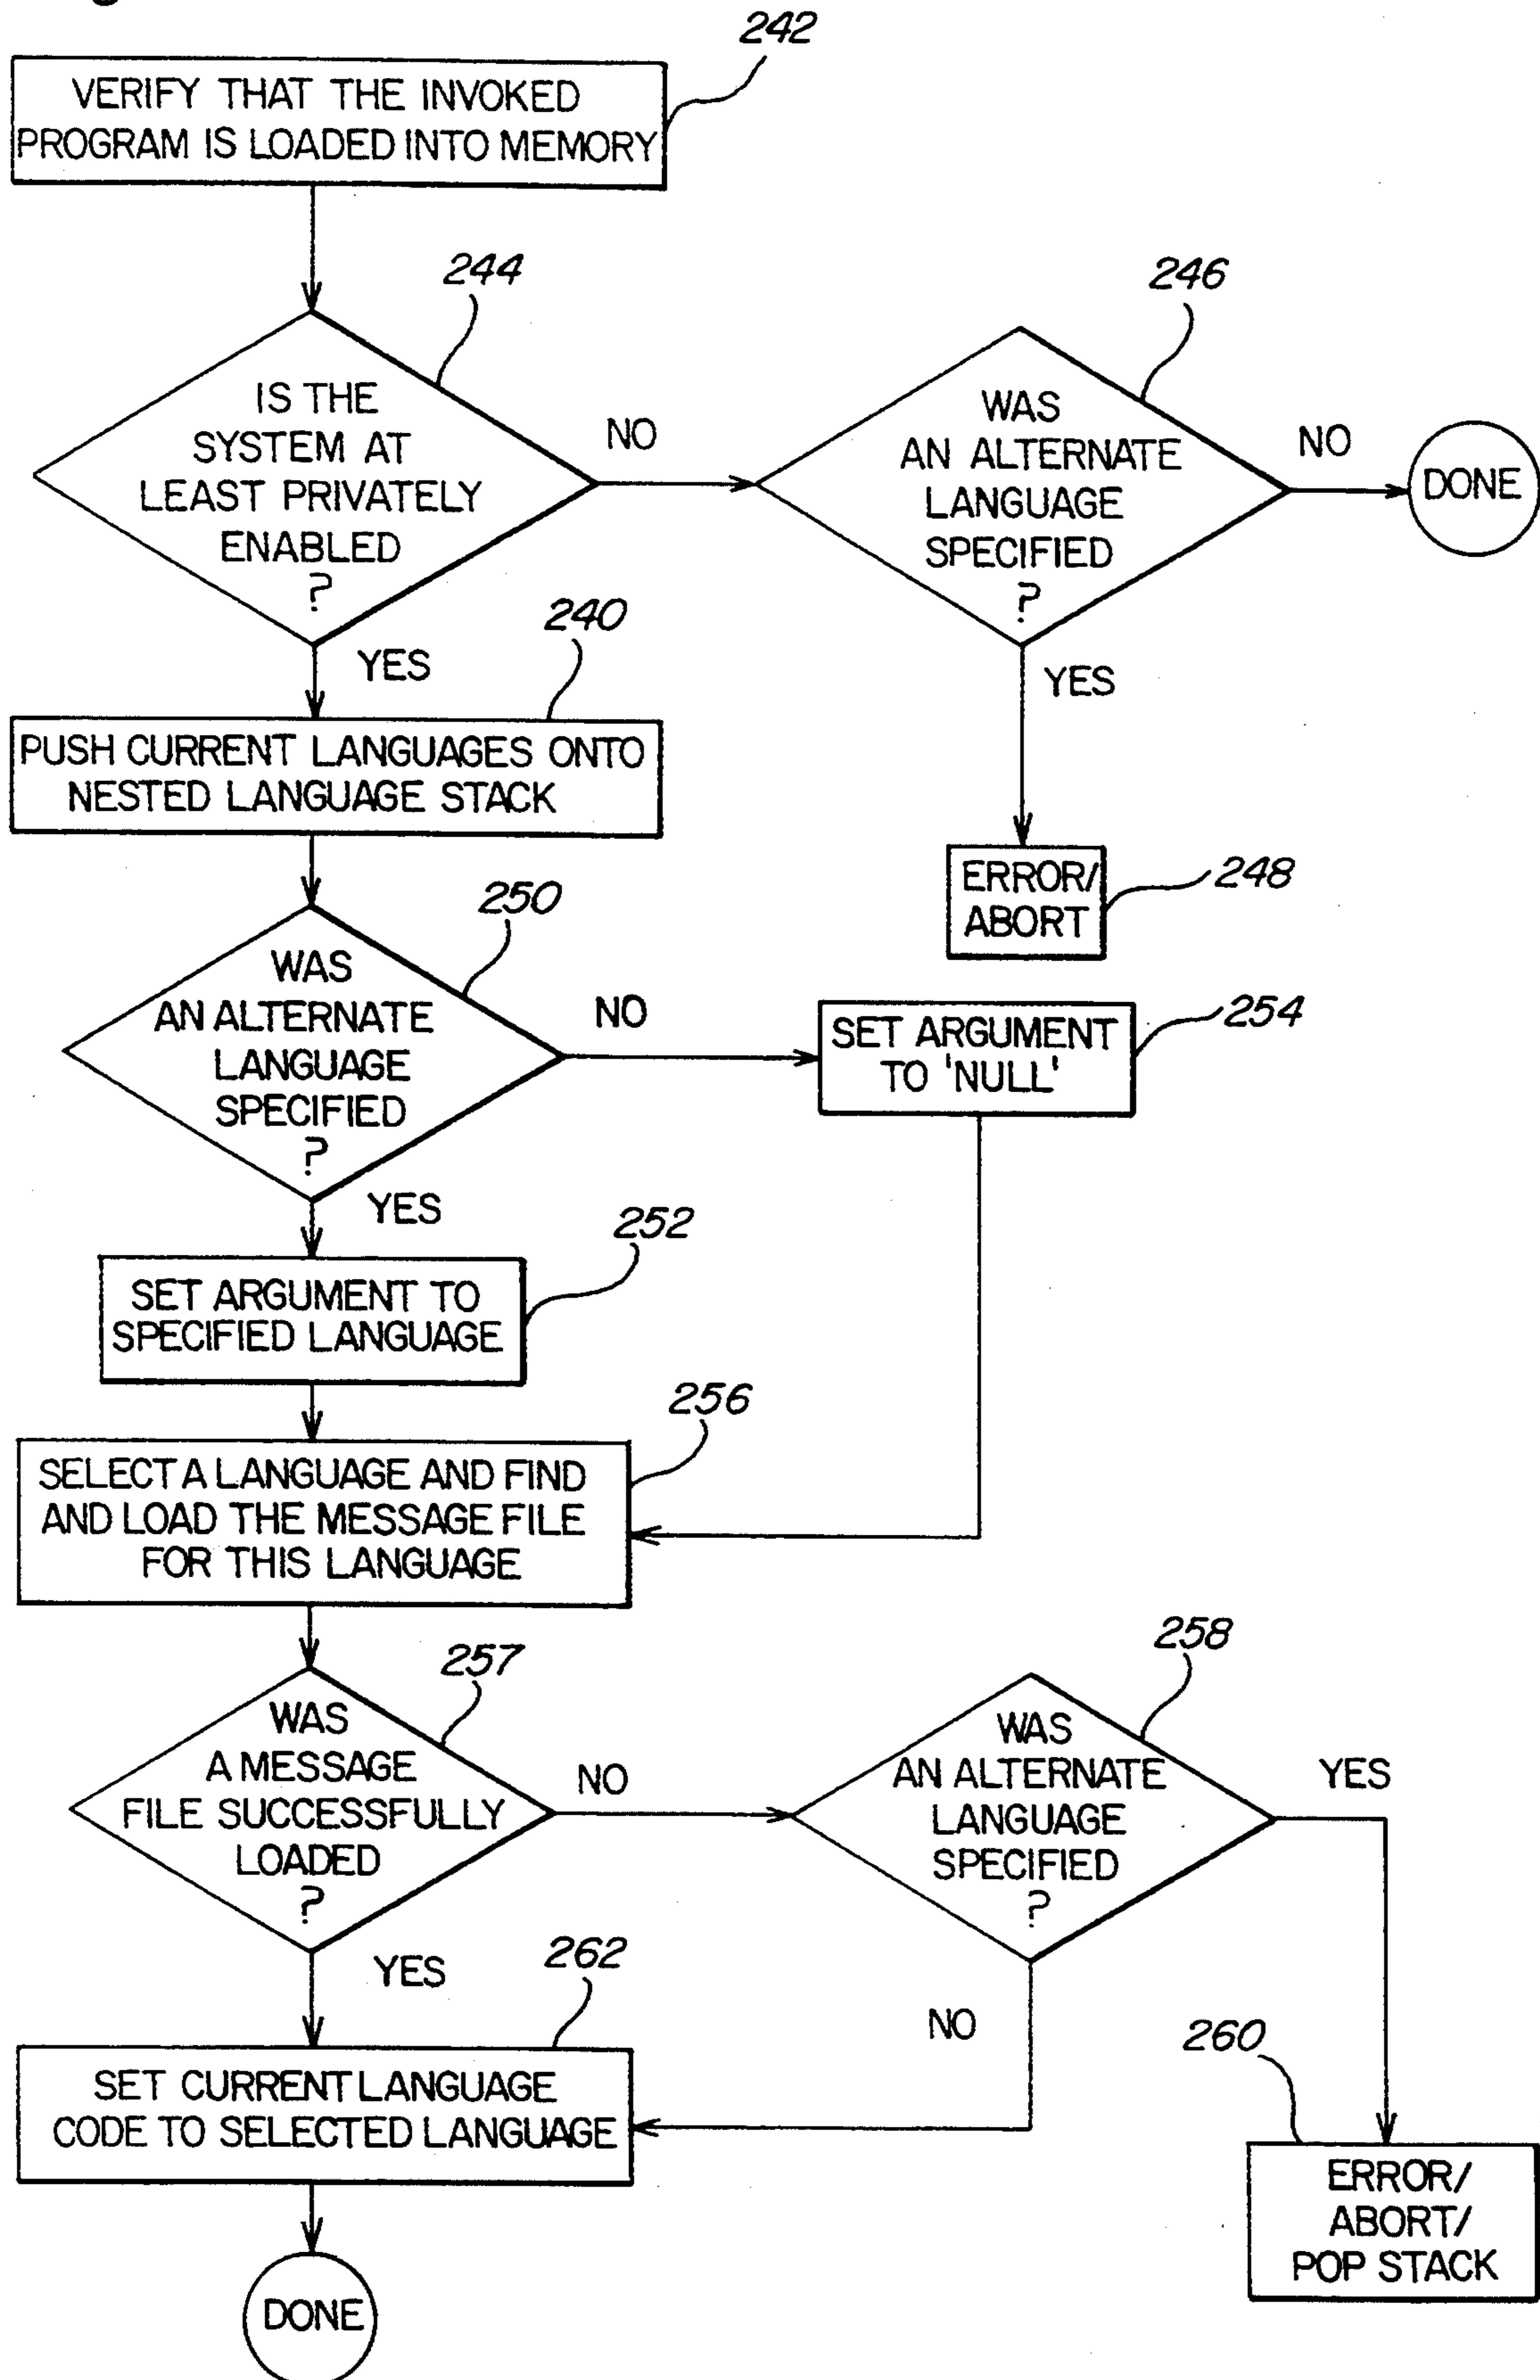 242
VERIFY THAT THE INVOKED
PROGRAM IS LOADED INTO MEMORY
244
IS THE
SYSTEM AT
LEAST PRIVATELY
ENABLED
?
NO
246
WAS
AN ALTERNATE
LANGUAGE
SPECIFIED
?
NO
DONE
YES
240
YES
PUSH CURRENT LANGUAGES ONTO
NESTED LANGUAGE STACK
ERROR/
ABORT
248
250
WAS
AN ALTERNATE
LANGUAGE
SPECIFIED
?
NO
SET ARGUMENT
TO 'NULL'
254
YES
252
SET ARGUMENT TO
SPECIFIED LANGUAGE
256
SELECT A LANGUAGE AND FIND
AND LOAD THE MESSAGE FILE
FOR THIS LANGUAGE
257
WAS
A MESSAGE
FILE SUCCESSFULLY
LOADED
?
NO
258
WAS
AN ALTERNATE
LANGUAGE
SPECIFIED
?
YES
YES
262
NO
260
SET CURRENT LANGUAGE
CODE TO SELECTED LANGUAGE
ERROR/
ABORT/
POP STACK
DONE